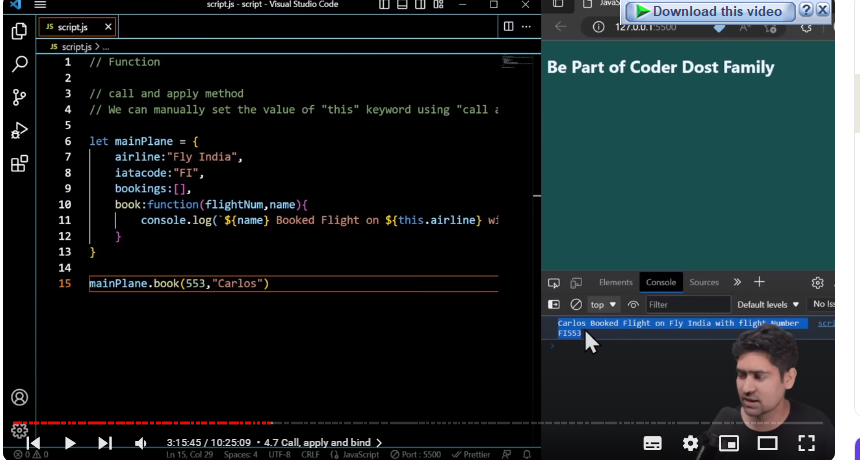 script.js - script - Visual Studio Code
JS script.js
JS script.js > ...
1 // Function
2
3 // call and apply method
4 // We can manually set the value of "this" keyword using "call a
5
6 let mainPlane = {
7 airline:"Fly India",
8 iatacode:"FI",
9 bookings:[],
10 book:function(flightNum,name){
11 console.log(`${name} Booked Flight on ${this.airline} wi
12 }
13 }
14
15 mainPlane.book(553,"Carlos")
Download this video
127.0.0.1:5500
Be Part of Coder Dost Family
Elements Console Sources
top Filter Default levels No Iss
Carlos Booked Flight on Fly India with flight Number scri
FI553
3:15:45 / 10:25:09 • 4.7 Call, apply and bind >
0 0 Ln 15, Col 29 Spaces: 4 UTF-8 CRLF {} JavaScript Port : 5500 Prettier